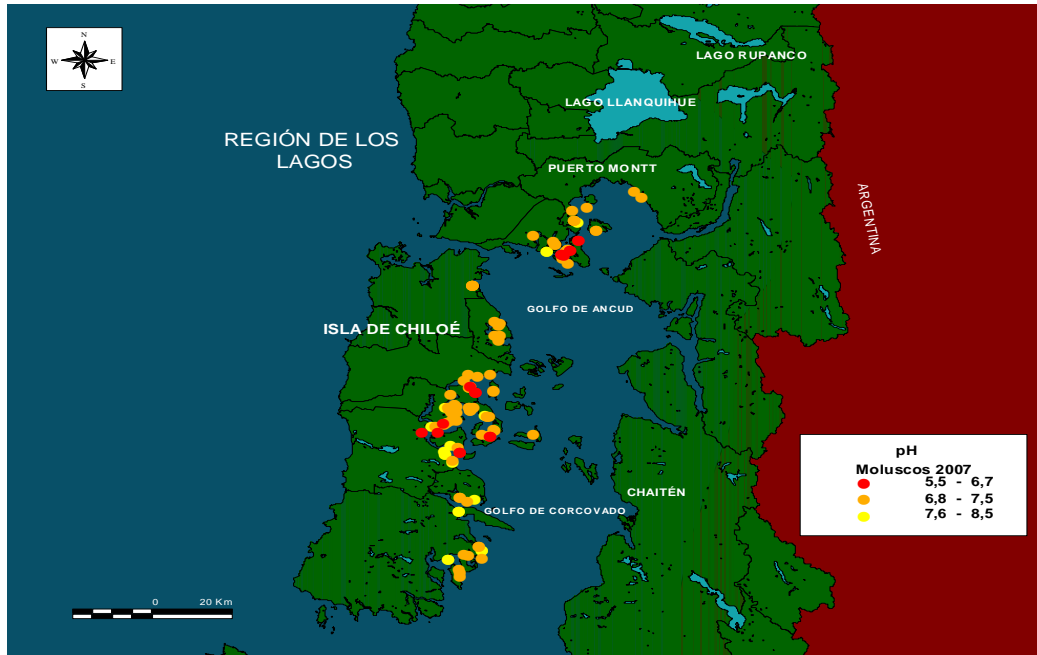 N
W E
S
LAGO RUPANCO
LAGO LLANQUIHUE
REGIÓN DE LOS
LAGOS
PUERTO MONTT
ARGENTINA
GOLFO DE ANCUD
ISLA DE CHILOÉ
pH
Moluscos 2007
5,5 - 6,7
6,8 - 7,5
7,6 - 8,5
CHAITÉN
GOLFO DE CORCOVADO
0 20 Km